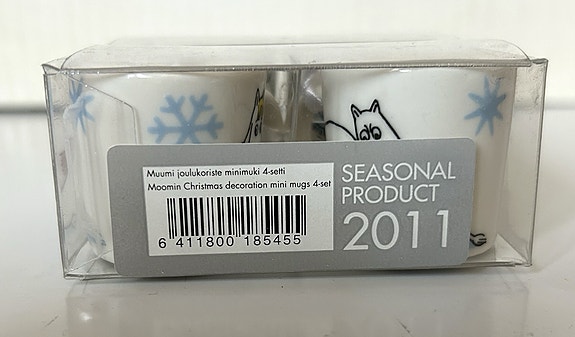 Muumi joulukoriste minimuki 4-setti
Moomin Christmas decoration mini mugs 4-set
6 411800 185455
SEASONAL
PRODUCT
2011